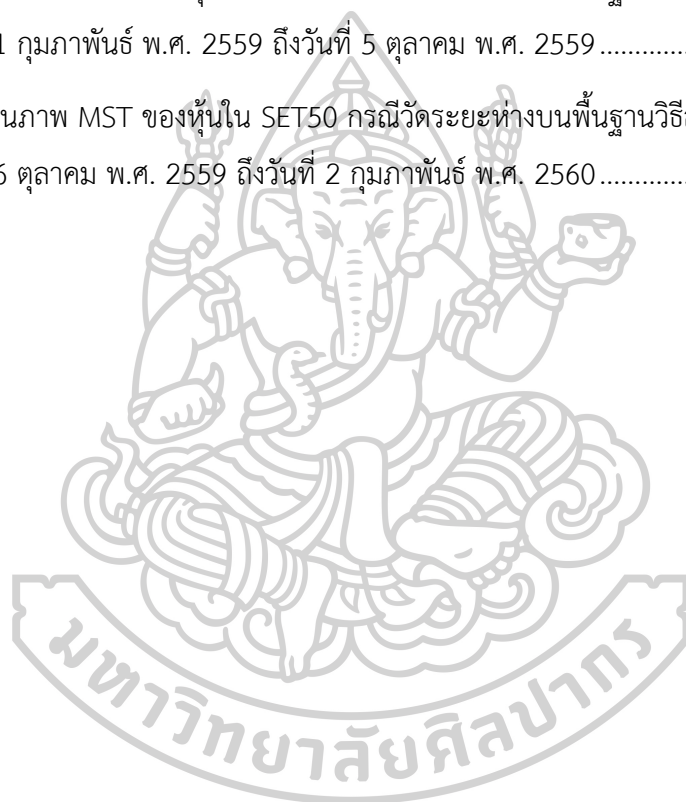 1 กุมภาพันธ์ พ.ศ. 2559 ถึงวันที่ 5 ตุลาคม พ.ศ. 2559.............
นภาพ MST ของหุ้นใน SET50 กรณีวัดระยะห่างบนพื้นฐานวิธี
6 ตุลาคม พ.ศ. 2559 ถึงวันที่ 2 กุมภาพันธ์ พ.ศ. 2560.............
มหาวิทยาลัยศิลปากร